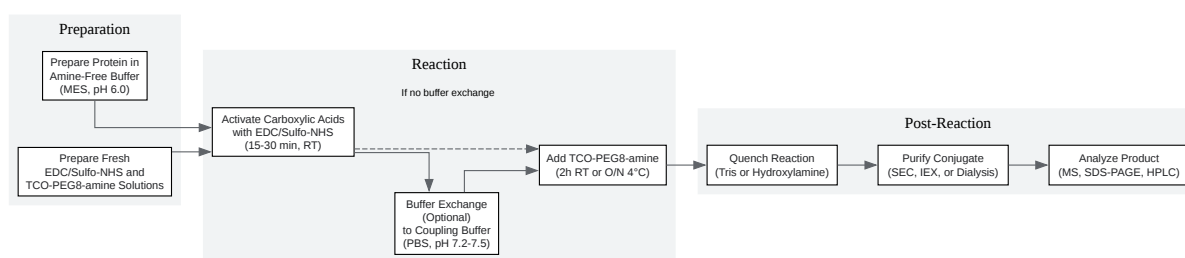 Preparation
Prepare Protein in
Amine-Free Buffer
(MES, pH 6.0)
Prepare Fresh
EDC/Sulfo-NHS and
TCO-PEG8-amine Solutions
Reaction
If no buffer exchange
Activate Carboxylic Acids
with EDC/Sulfo-NHS
(15-30 min, RT)
Buffer Exchange
(Optional)
to Coupling Buffer
(PBS, pH 7.2-7.5)
Add TCO-PEG8-amine
(2h RT or O/N 4°C)
Post-Reaction
Quench Reaction
(Tris or Hydroxylamine)
Purify Conjugate
(SEC, IEX, or Dialysis)
Analyze Product
(MS, SDS-PAGE, HPLC)